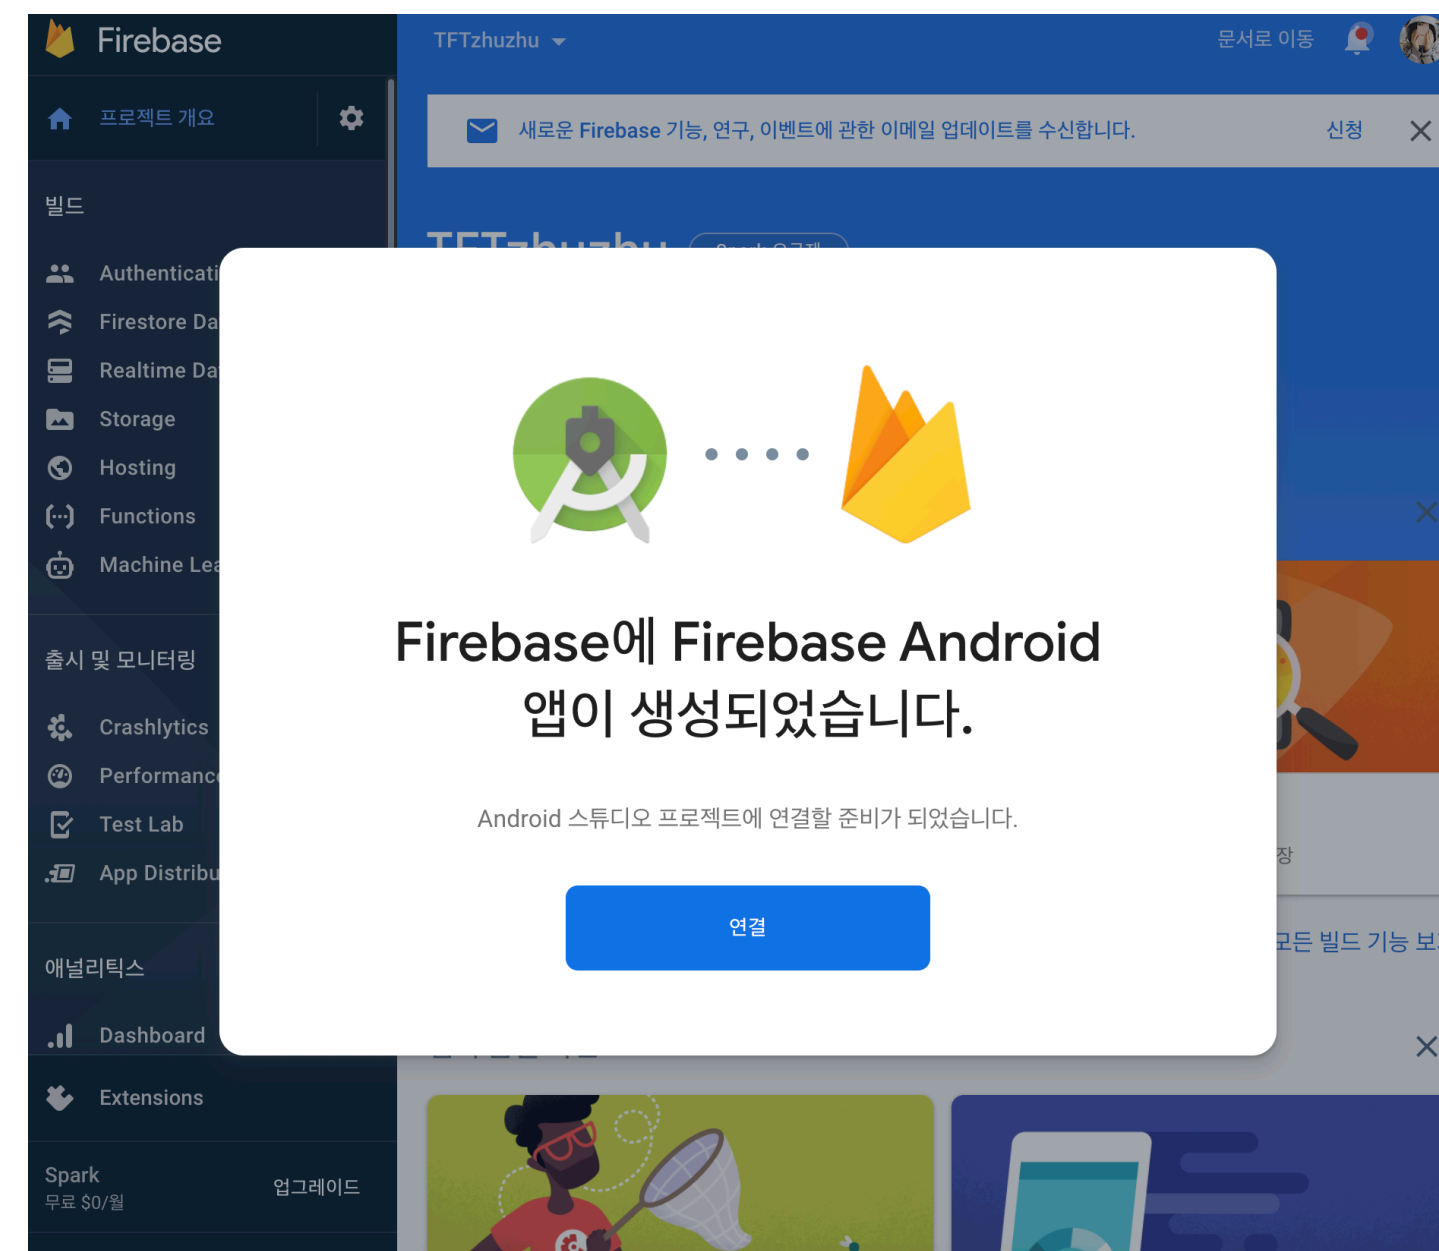 Firebase
TFTzhuzhu
문서로 이동
프로젝트 개요
새로운 Firebase 기능, 연구, 이벤트에 관한 이메일 업데이트를 수신합니다.
신청
빌드
TFTzhuzhu
Spark 요금제
Authenticati
Firestore Da
Realtime Da
Storage
Hosting
Functions
Machine Lea
출시 및 모니터링
Crashlytics
Performance
Test Lab
App Distribu
애널리틱스
Dashboard
Extensions
Spark
무료 $0/월
업그레이드
Firebase에 Firebase Android
앱이 생성되었습니다.
Android 스튜디오 프로젝트에 연결할 준비가 되었습니다.
연결
장
모든 빌드 기능 보